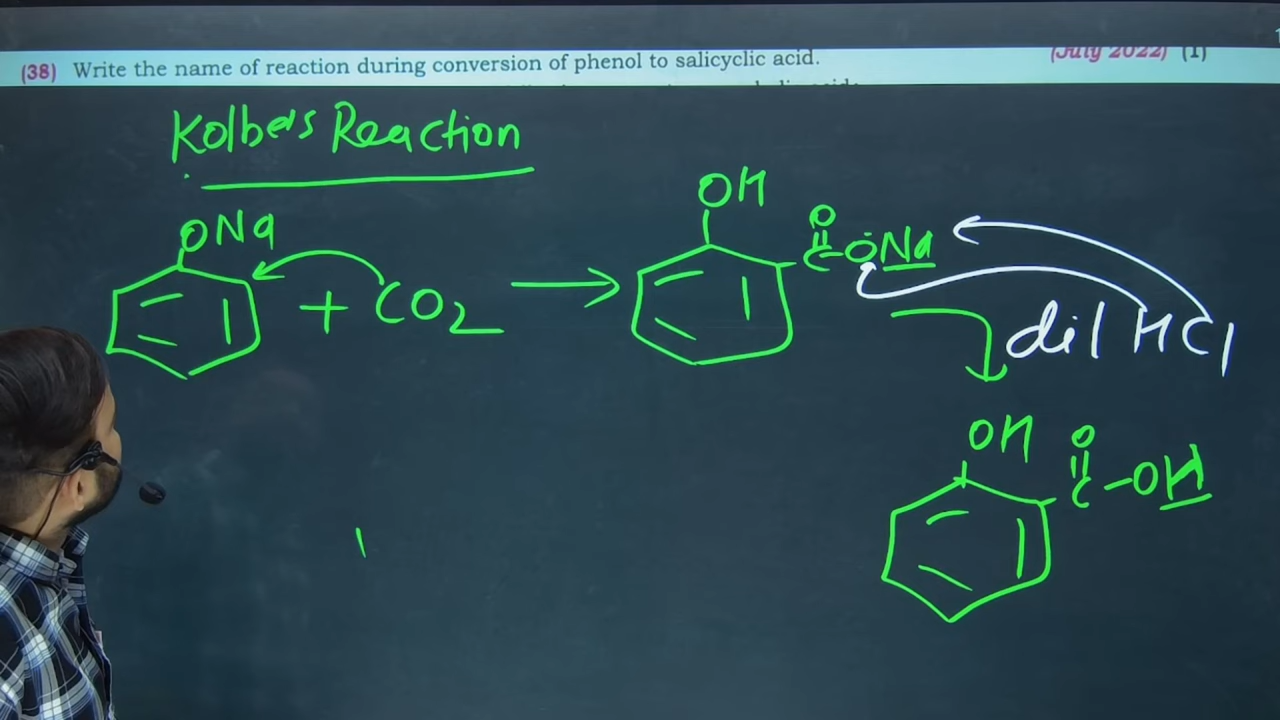 (38) Write the name of reaction during conversion of phenol to salicyclic acid. (July 2022) (1)
Kolbe's Reaction
ONa
+ CO2
OH
O
C-ONa
dil HCl
OH
O
C-OH